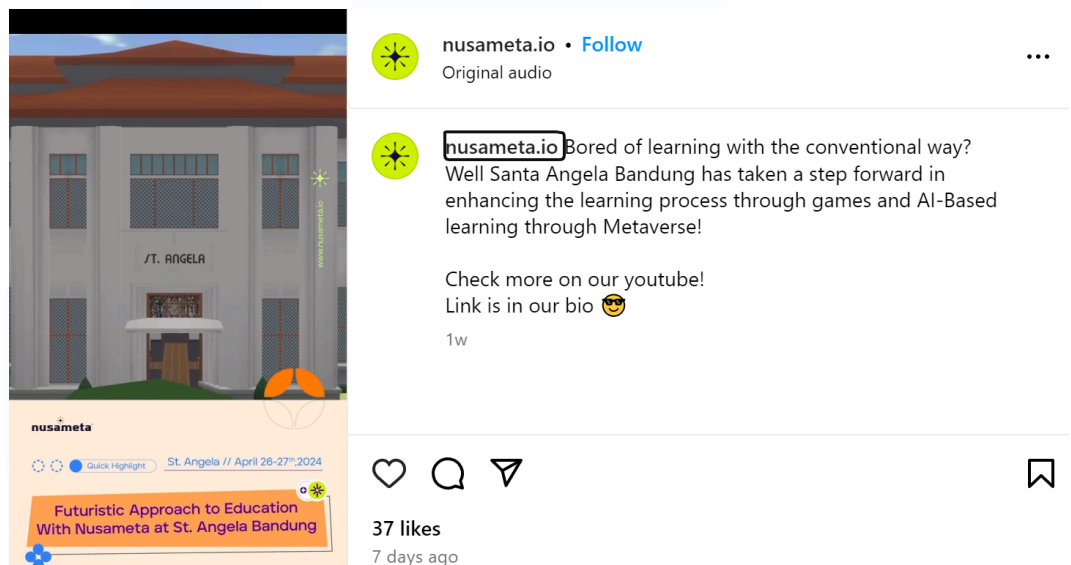 nusameta.io • Follow
Original audio
nusameta.io Bored of learning with the conventional way?
Well Santa Angela Bandung has taken a step forward in
enhancing the learning process through games and AI-Based
learning through Metaverse!
Check more on our youtube!
Link is in our bio 😎
1w
37 likes
7 days ago
ST. ANGELA
www.nusameta.io
nusameta
Quick Highlight
St. Angela // April 26-27th,2024
Futuristic Approach to Education
With Nusameta at St. Angela Bandung